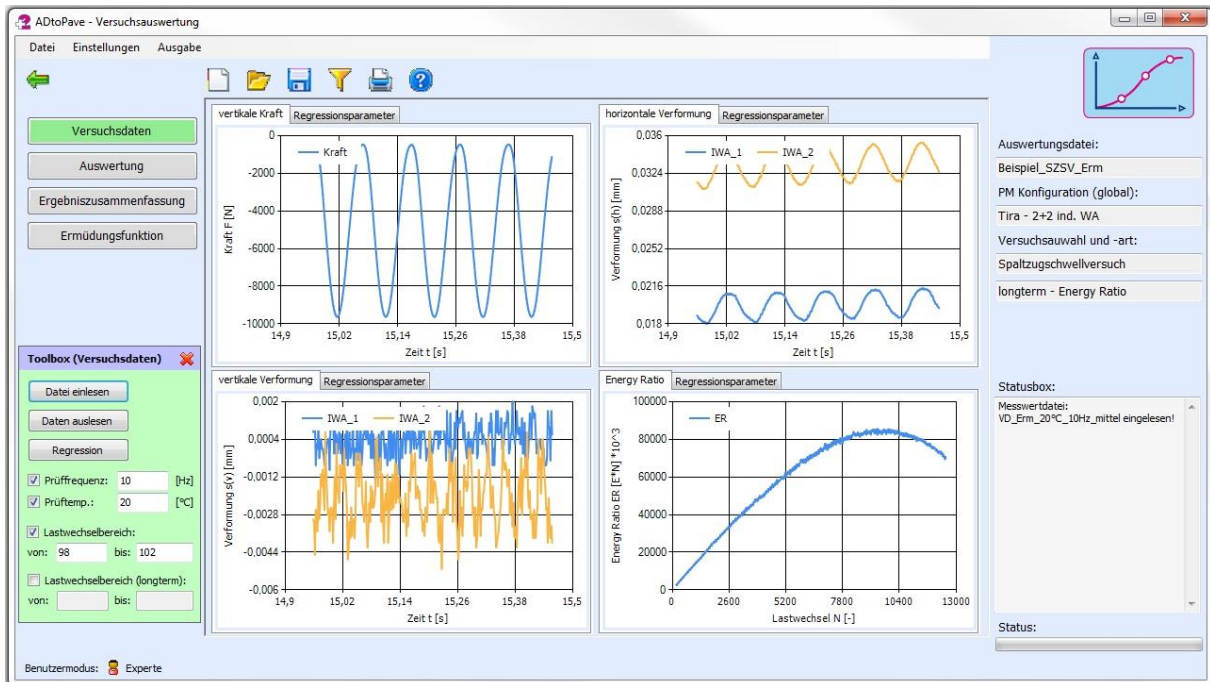 ADtoPave - Versuchsauswertung
Datei Einstellungen Ausgabe
Versuchsdaten
Auswertung
Ergebniszusammenfassung
Ermüdungsfunktion
Toolbox (Versuchsdaten)
Datei einlesen
Daten auslesen
Regression
Prüffrequenz: 10 [Hz]
Prüftemp.: 20 [°C]
Lastwechselbereich:
von: 98 bis: 102
Lastwechselbereich (longterm):
von: bis:
Benutzermodus: Experte
vertikale Kraft Regressionsparameter
Kraft
Kraft F [N]
0
-2000
-4000
-6000
-8000
-10000
14,9 15,02 15,14 15,26 15,38 15,5
Zeit t [s]
horizontale Verformung Regressionsparameter
IWA_1 IWA_2
Verformung s(h) [mm]
0,036
0,0324
0,0288
0,0252
0,0216
0,018
14,9 15,02 15,14 15,26 15,38 15,5
Zeit t [s]
vertikale Verformung Regressionsparameter
IWA_1 IWA_2
Verformung s(v) [mm]
0,002
0,0004
-0,0012
-0,0028
-0,0044
-0,006
14,9 15,02 15,14 15,26 15,38 15,5
Zeit t [s]
Energy Ratio Regressionsparameter
ER
Energy Ratio ER [E*N] *10^3
100000
80000
60000
40000
20000
0
0 2600 5200 7800 10400 13000
Lastwechsel N [-]
Auswertungsdatei:
Beispiel_SZSV_Erm
PM Konfiguration (global):
Tira - 2+2 ind. WA
Versuchsauwahl und -art:
Spaltzugschwellversuch
longterm - Energy Ratio
Statusbox:
Messwertdatei:
VD_Erm_20°C_10Hz_mittel eingelesen!
Status: